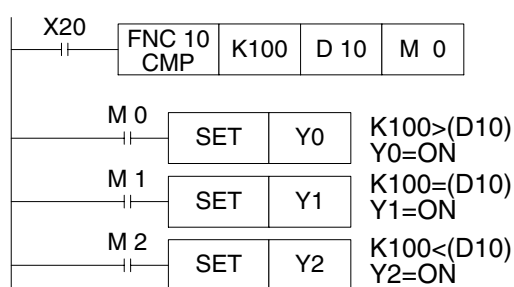 X20
FNC 10
CMP
K100
D 10
M 0
M 0
SET
Y0
K100>(D10)
Y0=ON
M 1
SET
Y1
K100=(D10)
Y1=ON
M 2
SET
Y2
K100<(D10)
Y2=ON